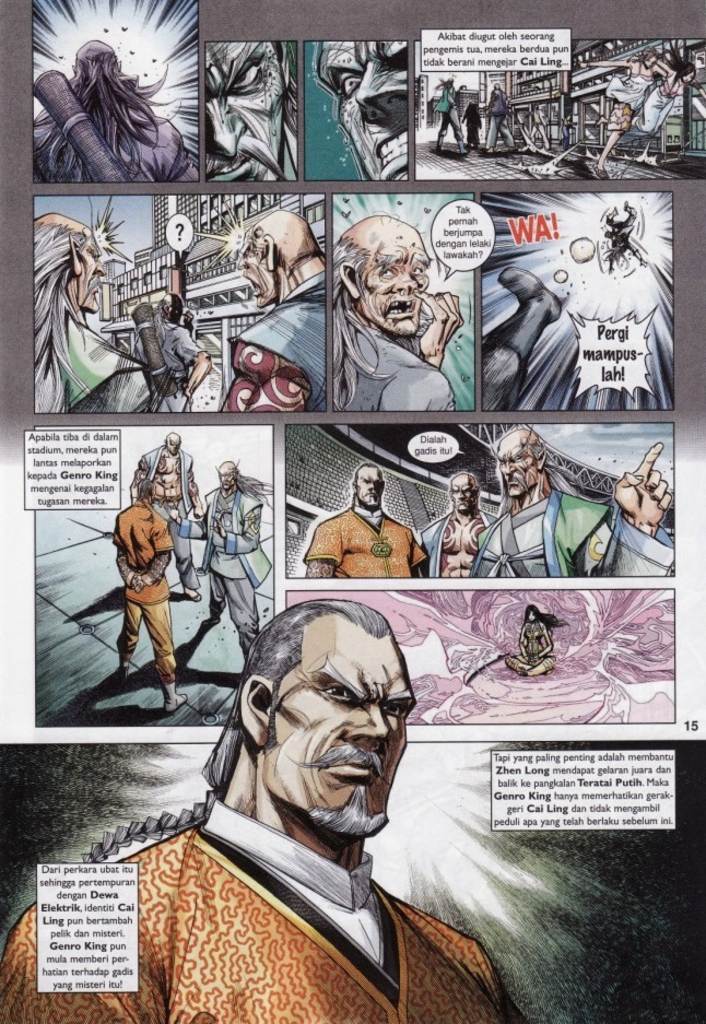 Akibat diugut oleh seorang
pengemis tua, mereka berdua pun
tidak berani mengejar Cai Ling...
?
Tak
pernah
berjumpa
dengan lelaki
lawakah?
WA!
Pergi
mampus-
lah!
Apabila tiba di dalam
stadium, mereka pun
lantas melaporkan
kepada Genro King
mengenai kegagalan
tugasan mereka.
Dialah
gadis itu!
15
Tapi yang paling penting adalah membantu
Zhen Long mendapat gelaran juara dan
balik ke pangkalan Teratai Putih. Maka
Genro King hanya memerhatikan gerak-
geri Cai Ling dan tidak mengambil
peduli apa yang telah berlaku sebelum ini.
Dari perkara ubat itu
sehingga pertempuran
dengan Dewa
Elektrik, identiti Cai
Ling pun bertambah
pelik dan misteri.
Genro King pun
mula memberi per-
hatian terhadap gadis
yang misteri itu!